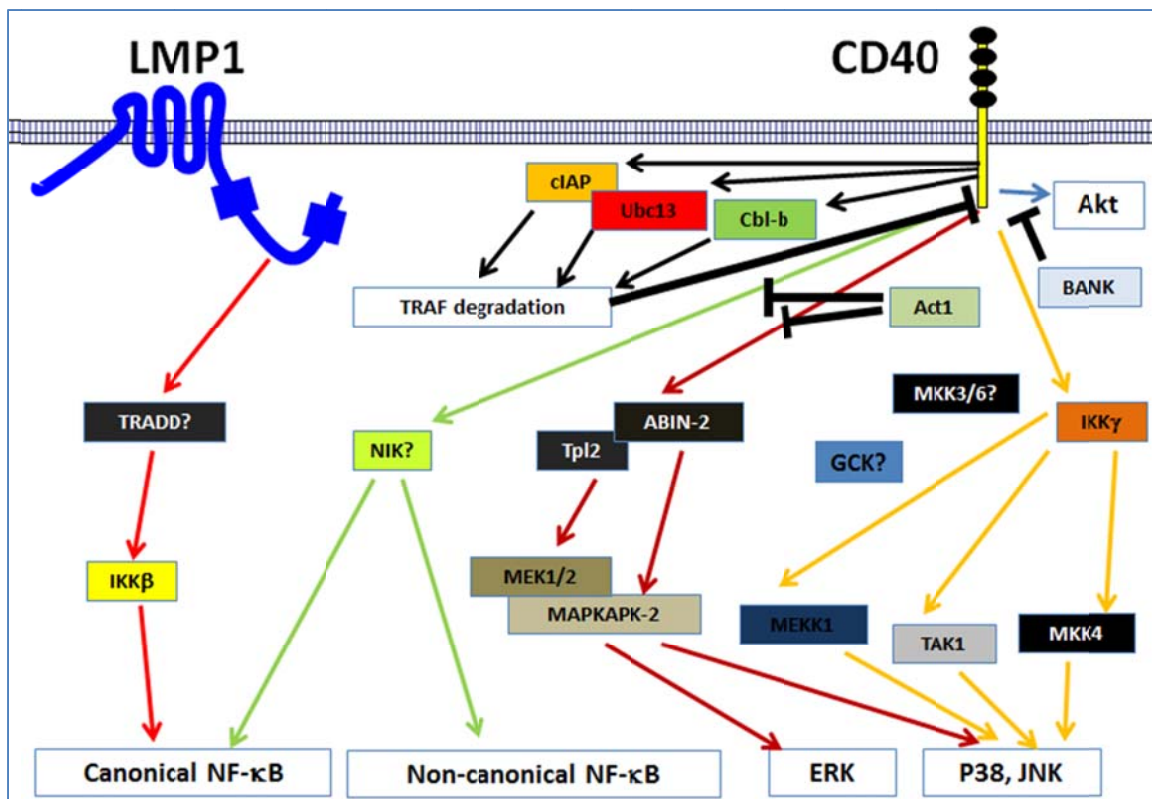 LMP1
CD40
cIAP
Ubc13
Cbl-b
Akt
TRAF degradation
BANK
Act1
MKK3/6?
TRADD?
ABIN-2
IKKγ
NIK?
Tpl2
GCK?
IKKβ
MEK1/2
MAPKAPK-2
MEKK1
TAK1
MKK4
Canonical NF-κB
Non-canonical NF-κB
ERK
P38, JNK